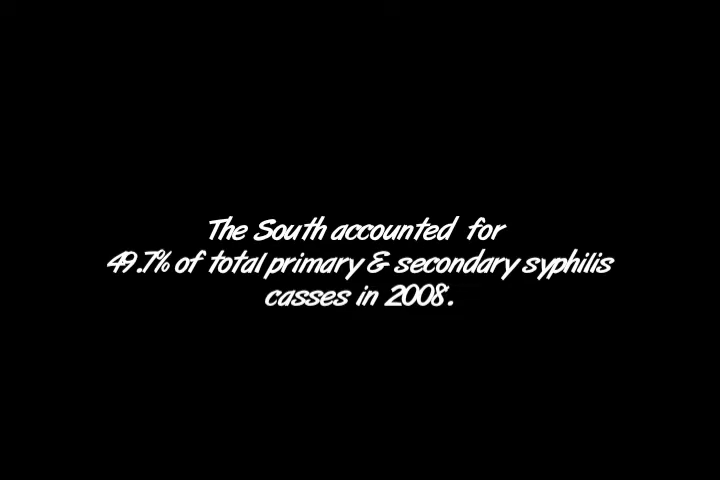 The South accounted for
49.7% of total primary & secondary syphilis
casses in 2008.